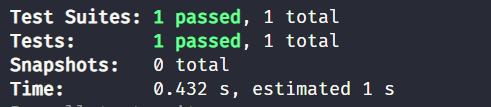 Test Suites: 1 passed, 1 total
Tests:       1 passed, 1 total
Snapshots:   0 total
Time:        0.432 s, estimated 1 s